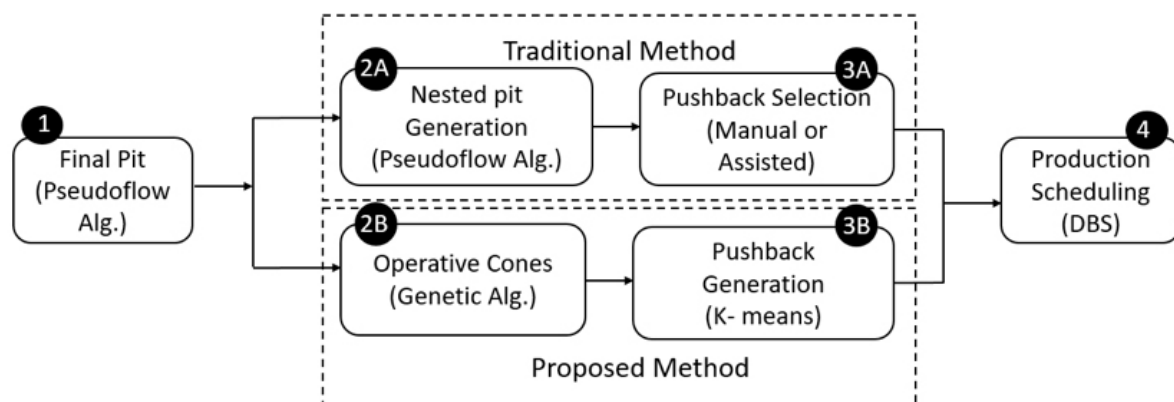 Traditional Method
1
Final Pit
(Pseudoflow
Alg.)
2A
Nested pit
Generation
(Pseudoflow Alg.)
3A
Pushback Selection
(Manual or
Assisted)
2B
Operative Cones
(Genetic Alg.)
3B
Pushback
Generation
(K- means)
Proposed Method
4
Production
Scheduling
(DBS)